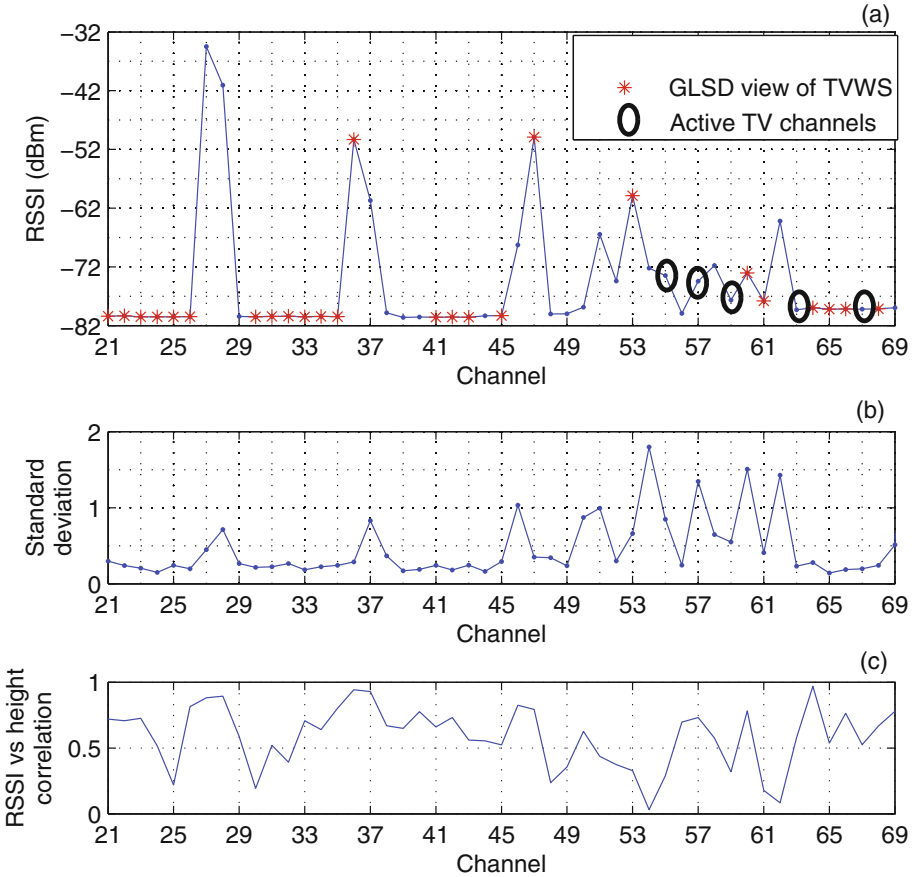 (a)
−32
−42
−52
−62
−72
−82
RSSI (dBm)
GLSD view of TVWS
Active TV channels
21 25 29 33 37 41 45 49 53 57 61 65 69
Channel
(b)
2
1
0
Standard
deviation
21 25 29 33 37 41 45 49 53 57 61 65 69
Channel
(c)
1
0.5
0
RSSI vs height
correlation
21 25 29 33 37 41 45 49 53 57 61 65 69
Channel